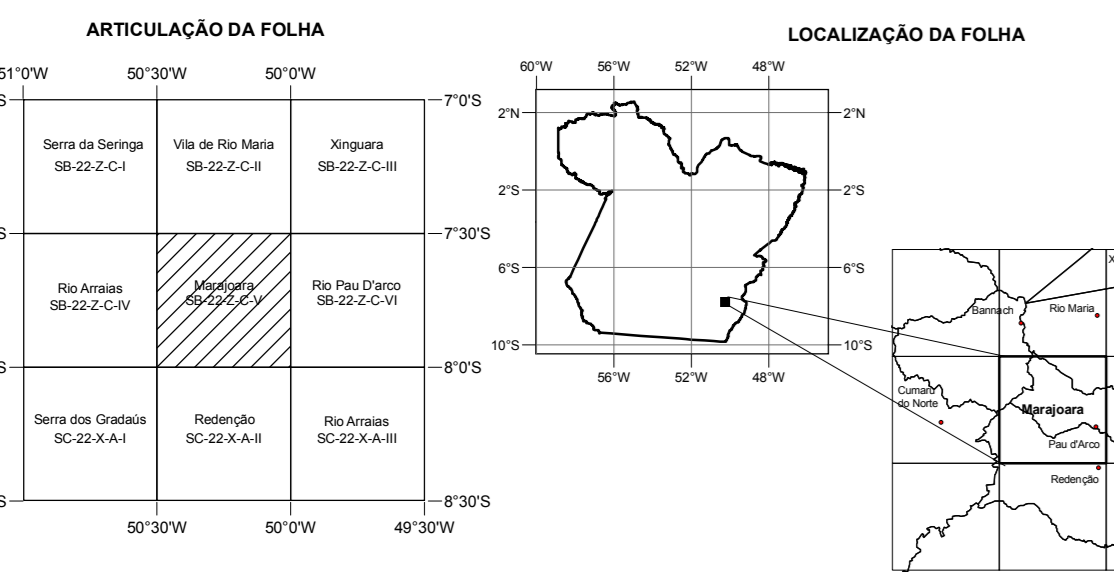 ARTICULAÇÃO DA FOLHA
51°0'W 50°30'W 50°0'W
S 7°0'S
Serra da Seringa
SB-22-Z-C-I
Vila de Rio Maria
SB-22-Z-C-II
Xinguara
SB-22-Z-C-III
S 7°30'S
Rio Arraias
SB-22-Z-C-IV
Marajoara
SB-22-Z-C-V
Rio Pau D'arco
SB-22-Z-C-VI
S 8°0'S
Serra dos Gradaús
SC-22-X-A-I
Redenção
SC-22-X-A-II
Rio Arraias
SC-22-X-A-III
S 8°30'S
50°30'W 50°0'W 49°30'W
LOCALIZAÇÃO DA FOLHA
60°W 56°W 52°W 48°W
2°N 2°N
2°S 2°S
6°S 6°S
10°S 10°S
56°W 52°W 48°W
X
Bannach
Rio Maria
Cumaru
do Norte
Marajoara
Pau d'Arco
Redenção